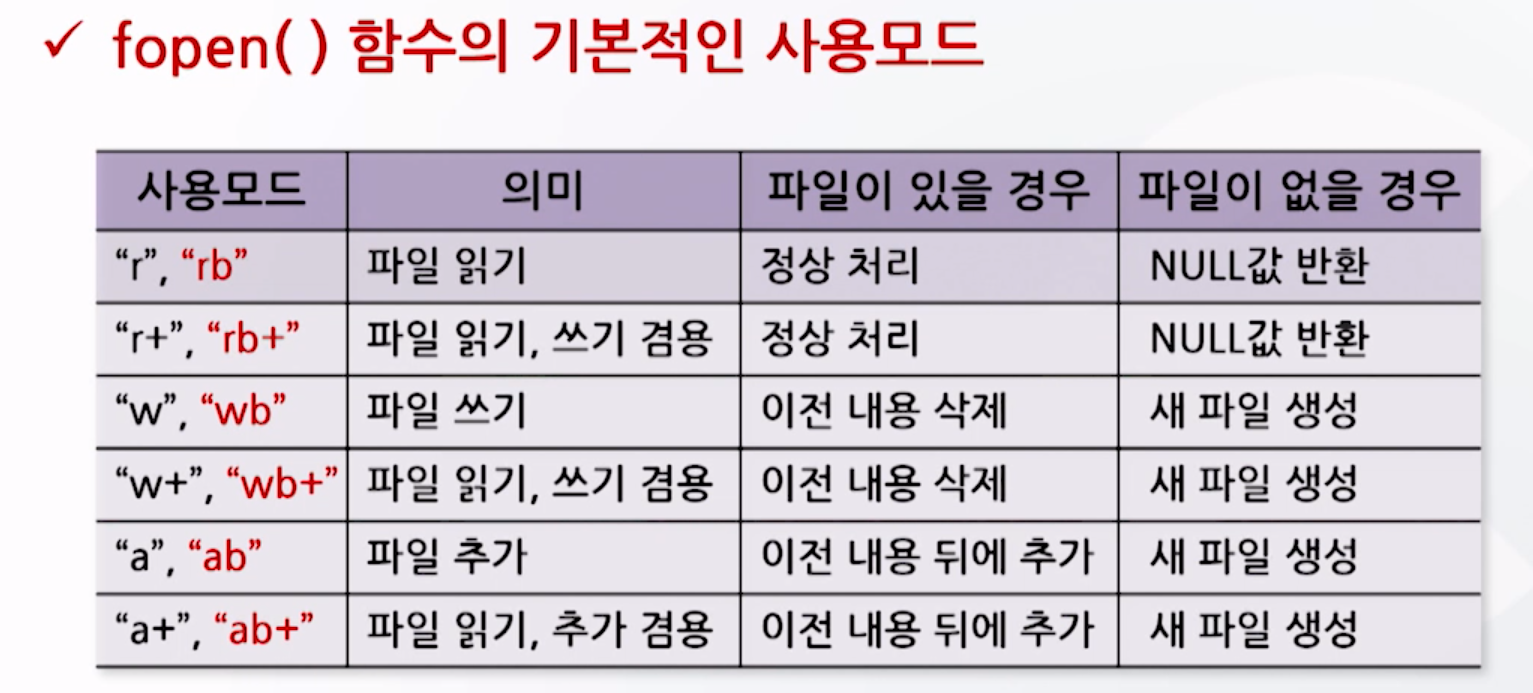 ✓ fopen( ) 함수의 기본적인 사용모드
사용모드 의미 파일이 있을 경우 파일이 없을 경우
“r”, “rb” 파일 읽기 정상 처리 NULL값 반환
“r+”, “rb+” 파일 읽기, 쓰기 겸용 정상 처리 NULL값 반환
“w”, “wb” 파일 쓰기 이전 내용 삭제 새 파일 생성
“w+”, “wb+” 파일 읽기, 쓰기 겸용 이전 내용 삭제 새 파일 생성
“a”, “ab” 파일 추가 이전 내용 뒤에 추가 새 파일 생성
“a+”, “ab+” 파일 읽기, 추가 겸용 이전 내용 뒤에 추가 새 파일 생성